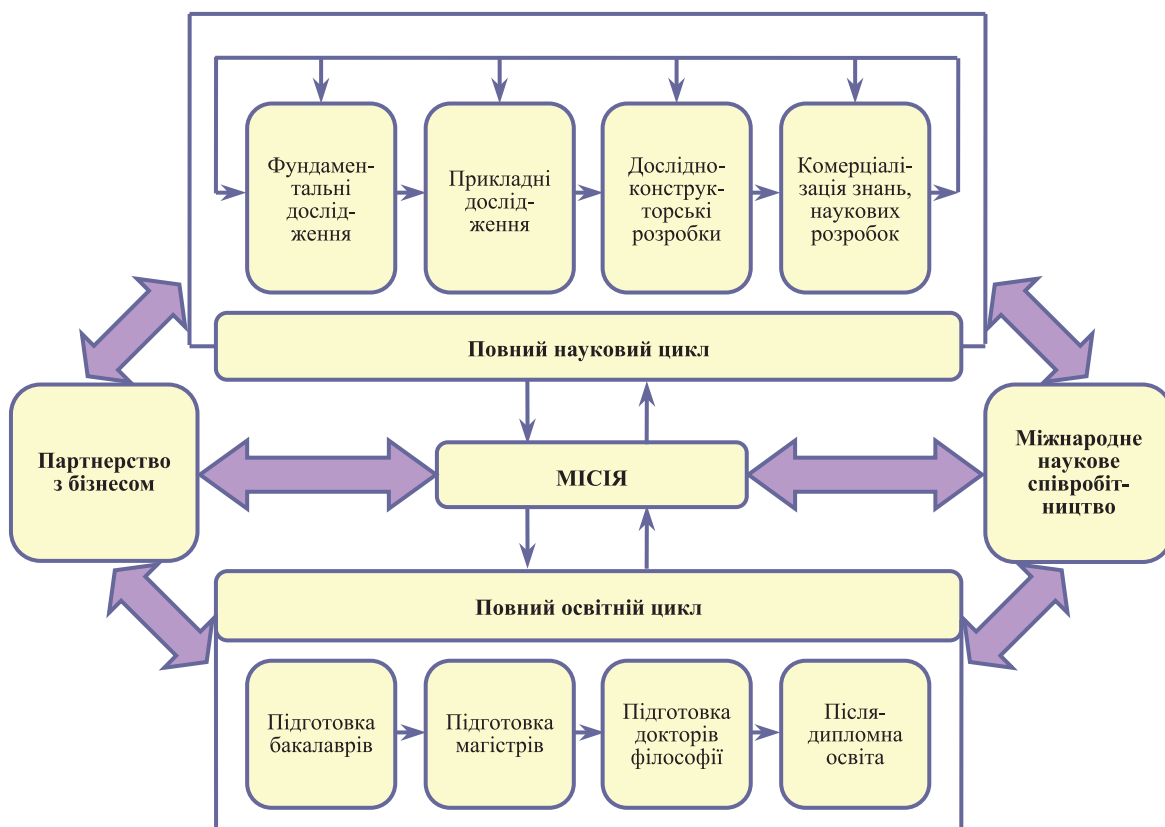 Фундамен-
тальні
дослід-
ження
Прикладні
дослід-
ження
Дослідно-
конструк-
торські
розробки
Комерціалі-
зація знань,
наукових
розробок
Повний науковий цикл
Партнерство
з бізнесом
МІСІЯ
Міжнародне
наукове
співробіт-
ництво
Повний освітній цикл
Підготовка
бакалаврів
Підготовка
магістрів
Підготовка
докторів
філософії
Після-
дипломна
освіта